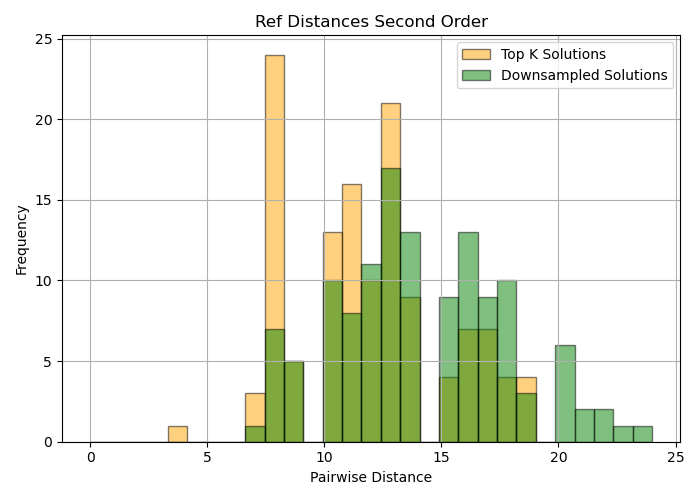 Ref Distances Second Order
Top K Solutions
Downsampled Solutions
Frequency
25
20
15
10
5
0
0 5 10 15 20 25
Pairwise Distance